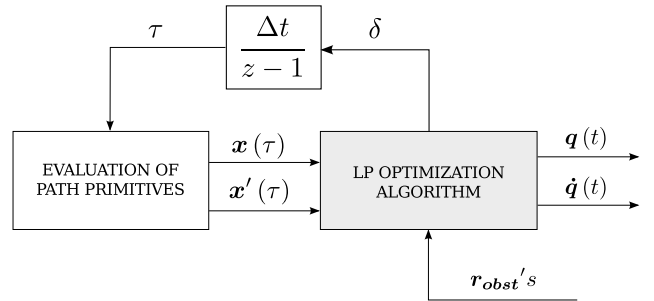 τ
Δt
z − 1
δ
EVALUATION OF
PATH PRIMITIVES
x (τ)
x′ (τ)
LP OPTIMIZATION
ALGORITHM
q (t)
q̇ (t)
r_obst's